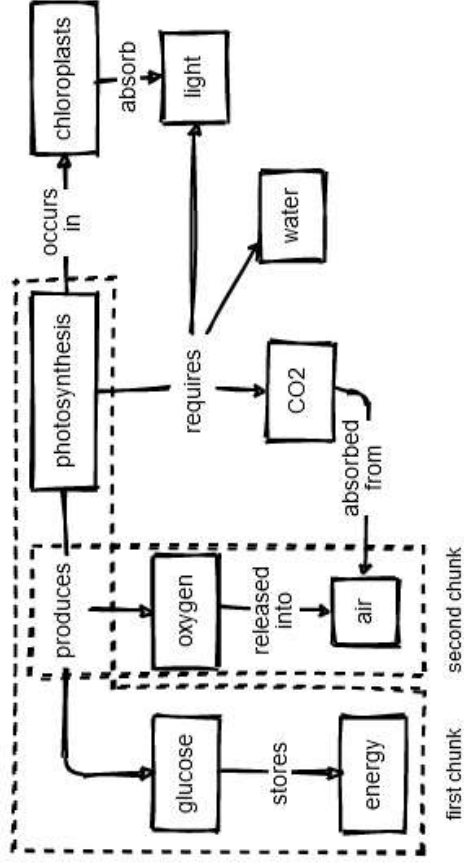 photosynthesis
occurs
in
chloroplasts
absorb
light
requires
water
CO2
absorbed
from
air
produces
oxygen
released
into
glucose
stores
energy
first chunk
second chunk